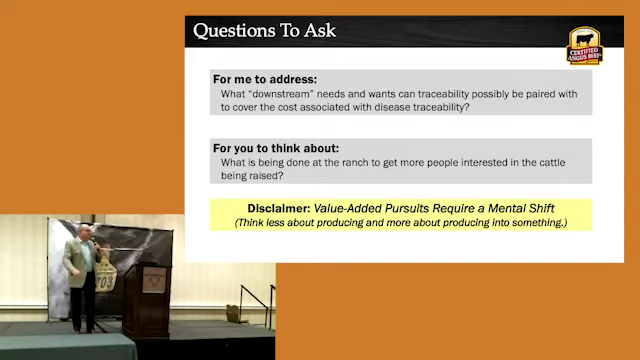 Questions To Ask
CERTIFIED
ANGUS BEEF
For me to address:
What “downstream” needs and wants can traceability possibly be paired with
to cover the cost associated with disease traceability?
For you to think about:
What is being done at the ranch to get more people interested in the cattle
being raised?
Disclaimer: Value-Added Pursuits Require a Mental Shift
(Think less about producing and more about producing into something.)
703